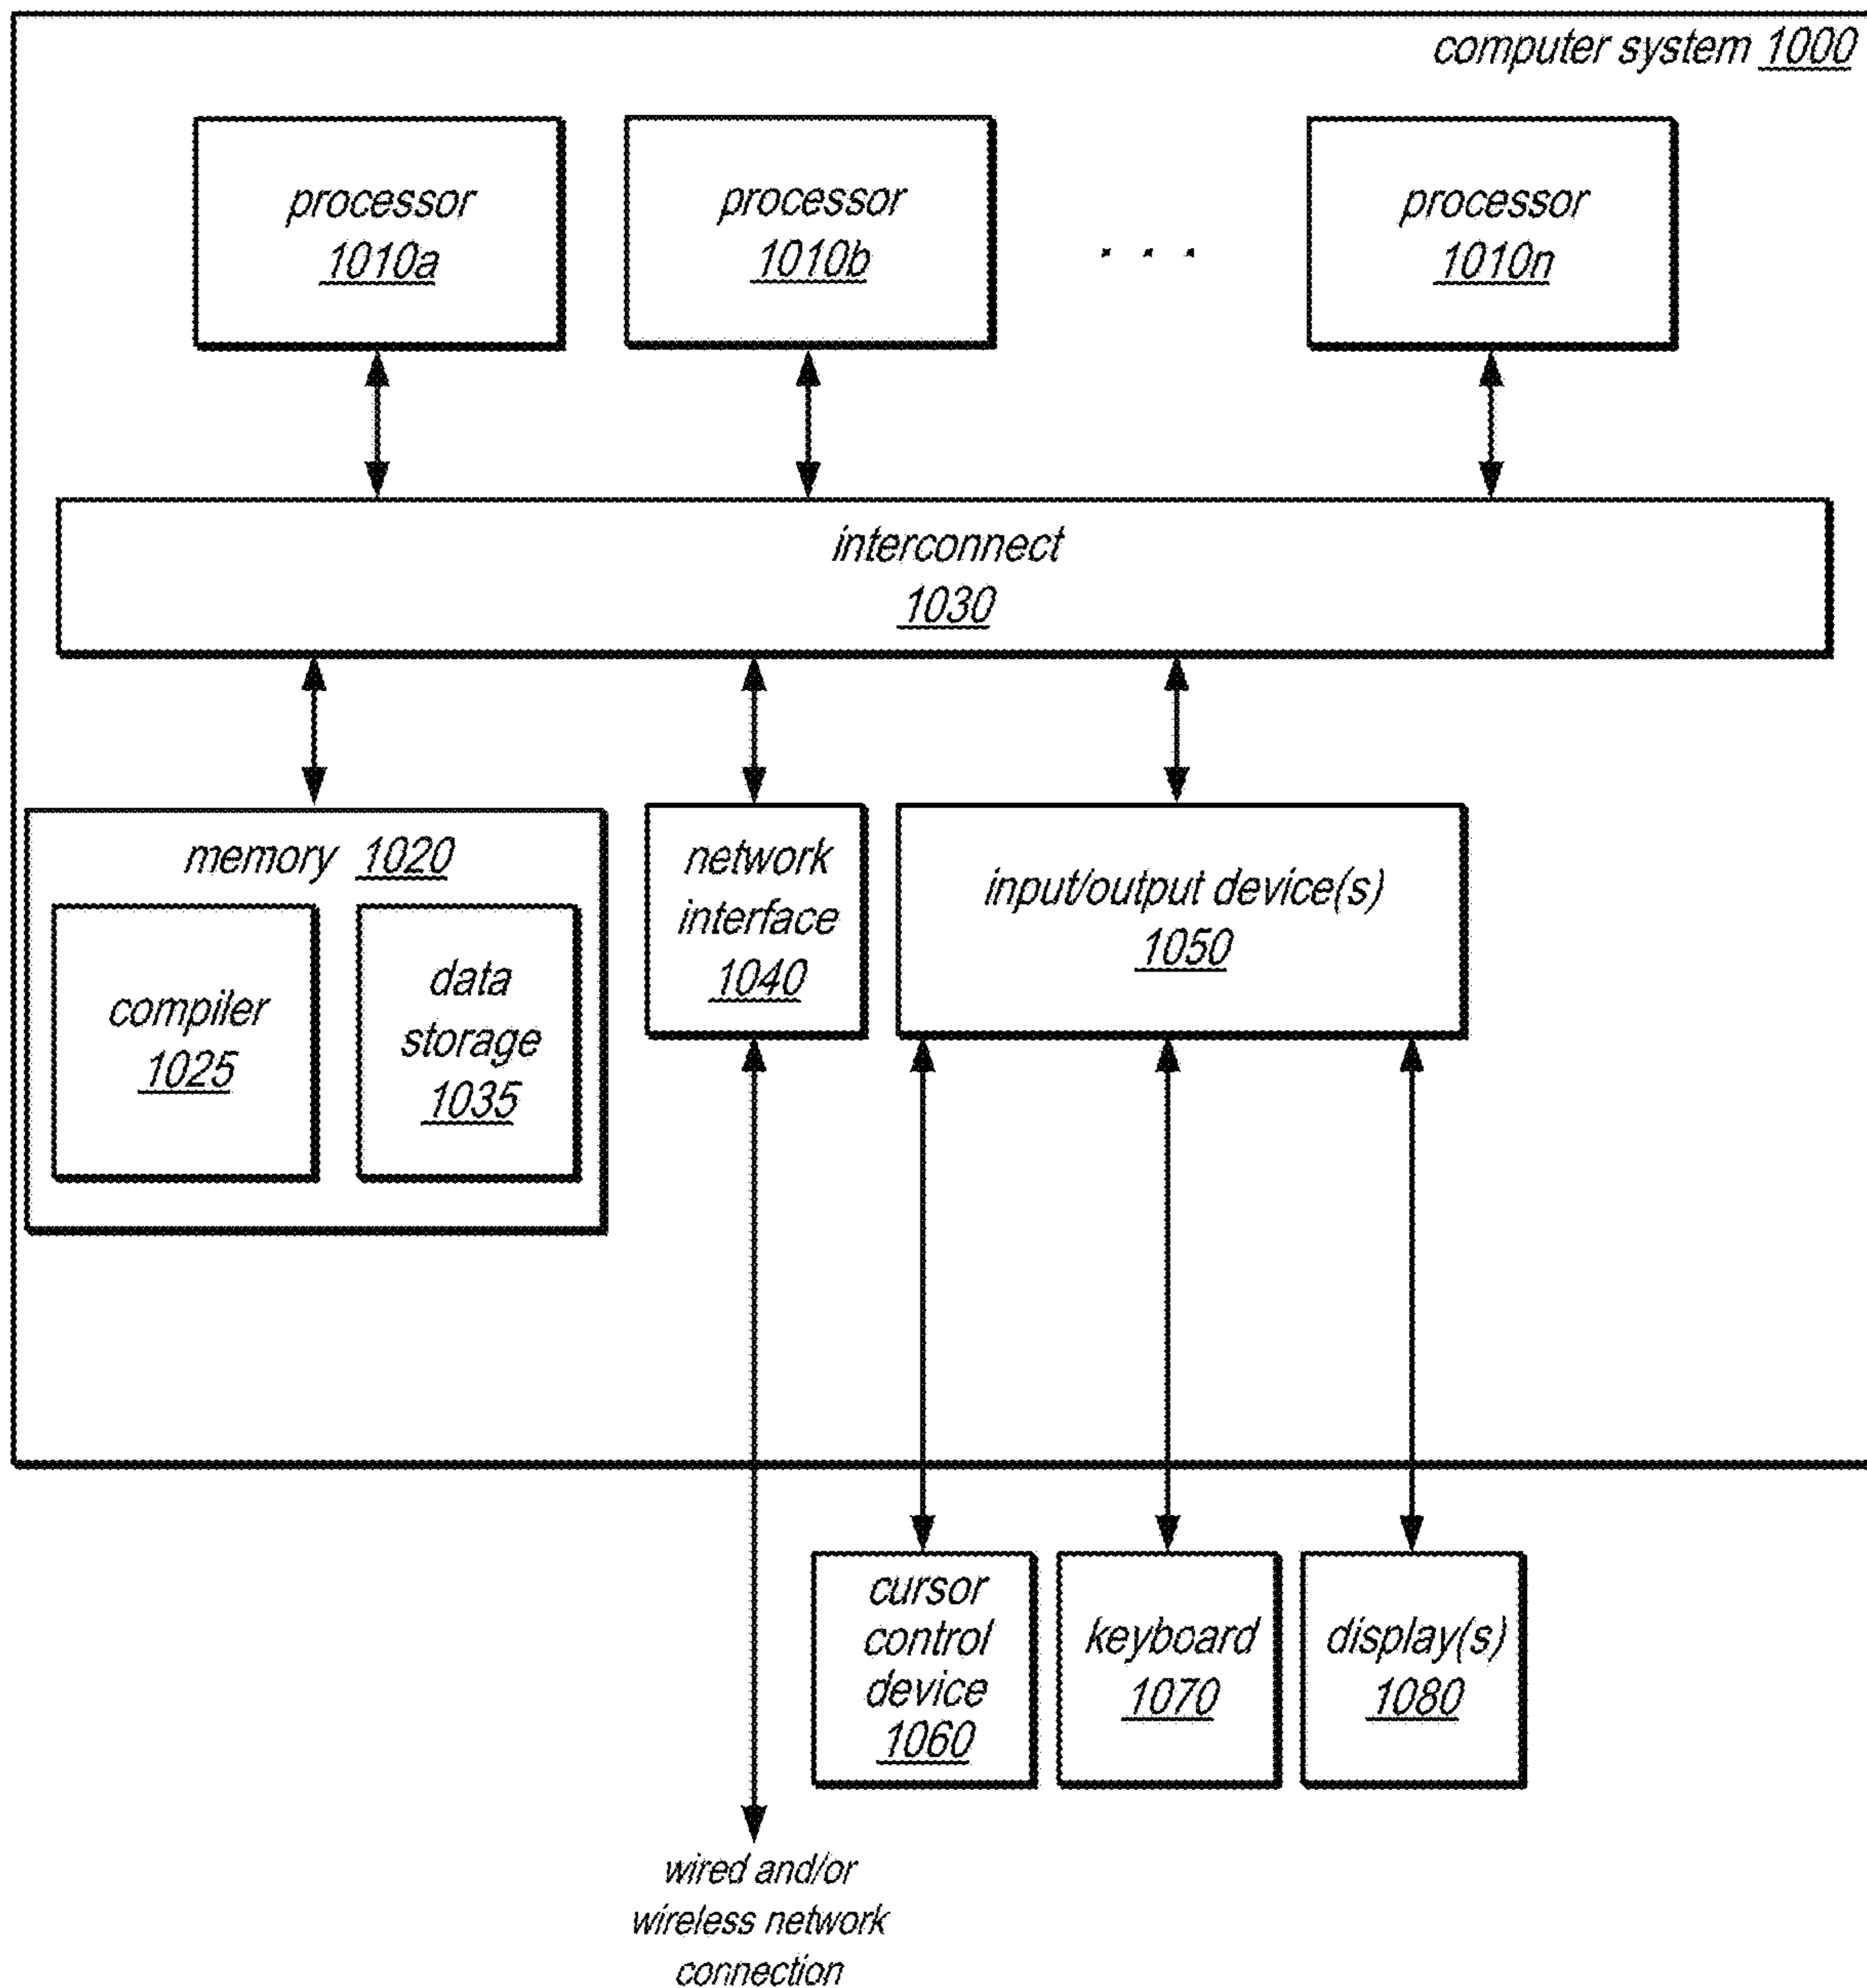 computer system 1000
processor
1010a
processor
1010b
. . .
processor
1010n
interconnect
1030
memory 1020
compiler
1025
data
storage
1035
network
interface
1040
input/output device(s)
1050
cursor
control
device
1060
keyboard
1070
display(s)
1080
wired and/or
wireless network
connection